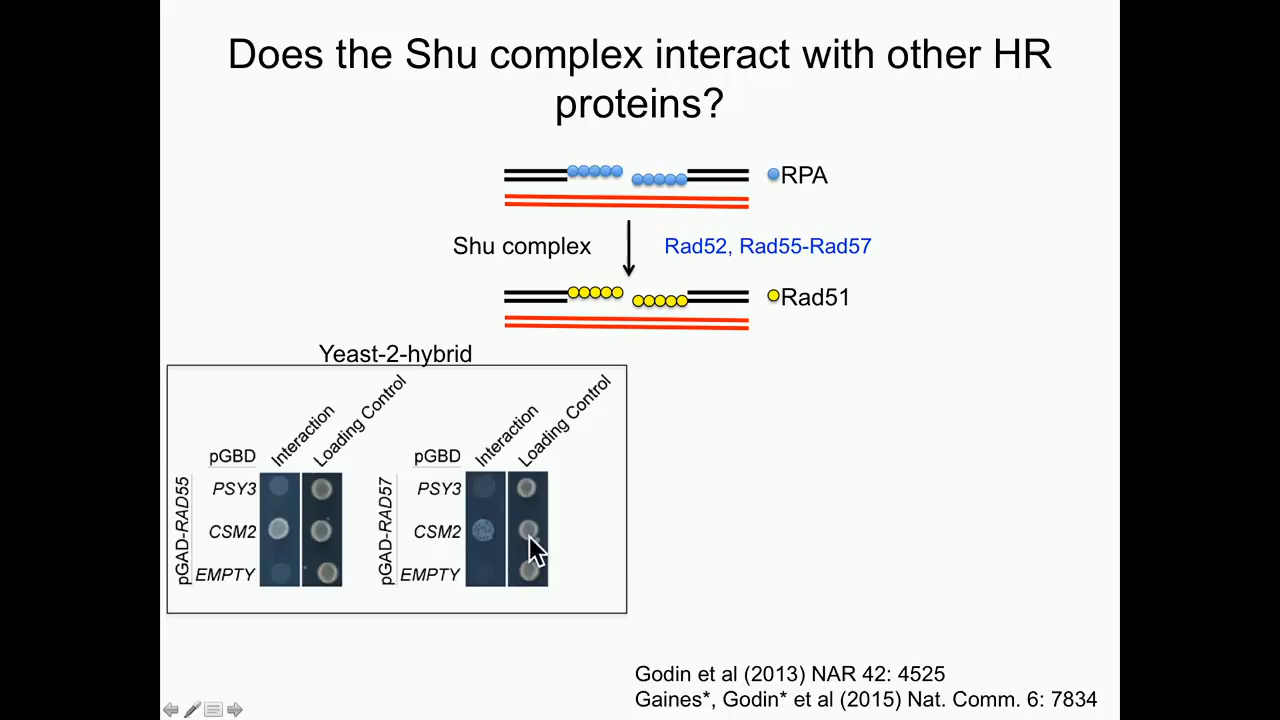 Does the Shu complex interact with other HR
proteins?
RPA
Shu complex
Rad52, Rad55-Rad57
Rad51
Yeast-2-hybrid
Interaction
Loading Control
pGBD
pGAD-RAD55
PSY3
CSM2
EMPTY
Interaction
Loading Control
pGBD
pGAD-RAD57
PSY3
CSM2
EMPTY
Godin et al (2013) NAR 42: 4525
Gaines*, Godin* et al (2015) Nat. Comm. 6: 7834